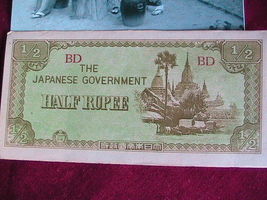 1/2 1/2
BD
THE
JAPANESE GOVERNMENT
BD
HALF RUPEE
1/2 1/2